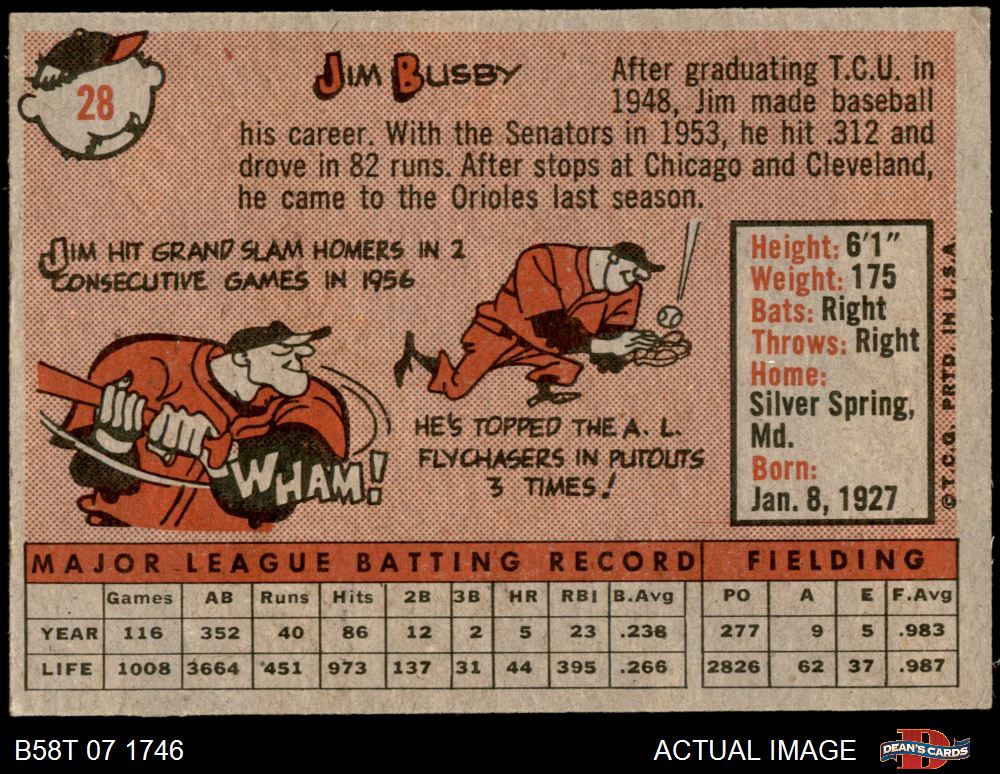 28
Jim Busby
After graduating T.C.U. in
1948, Jim made baseball
his career. With the Senators in 1953, he hit .312 and
drove in 82 runs. After stops at Chicago and Cleveland,
he came to the Orioles last season.
JIM HIT GRAND SLAM HOMERS IN 2
CONSECUTIVE GAMES IN 1956
WHAM!
HE'S TOPPED THE A. L.
FLYCHASERS IN PUTOUTS
3 TIMES!
Height: 6'1"
Weight: 175
Bats: Right
Throws: Right
Home:
Silver Spring,
Md.
Born:
Jan. 8, 1927
© T.C.G. PRTD. IN U.S.A.
MAJOR LEAGUE BATTING RECORD FIELDING
Games AB Runs Hits 2B 3B HR RBI B.Avg PO A E F.Avg
YEAR 116 352 40 86 12 2 5 23 .238 277 9 5 .983
LIFE 1008 3664 451 973 137 31 44 395 .266 2826 62 37 .987
B58T 07 1746
ACTUAL IMAGE
DEAN'S CARDS